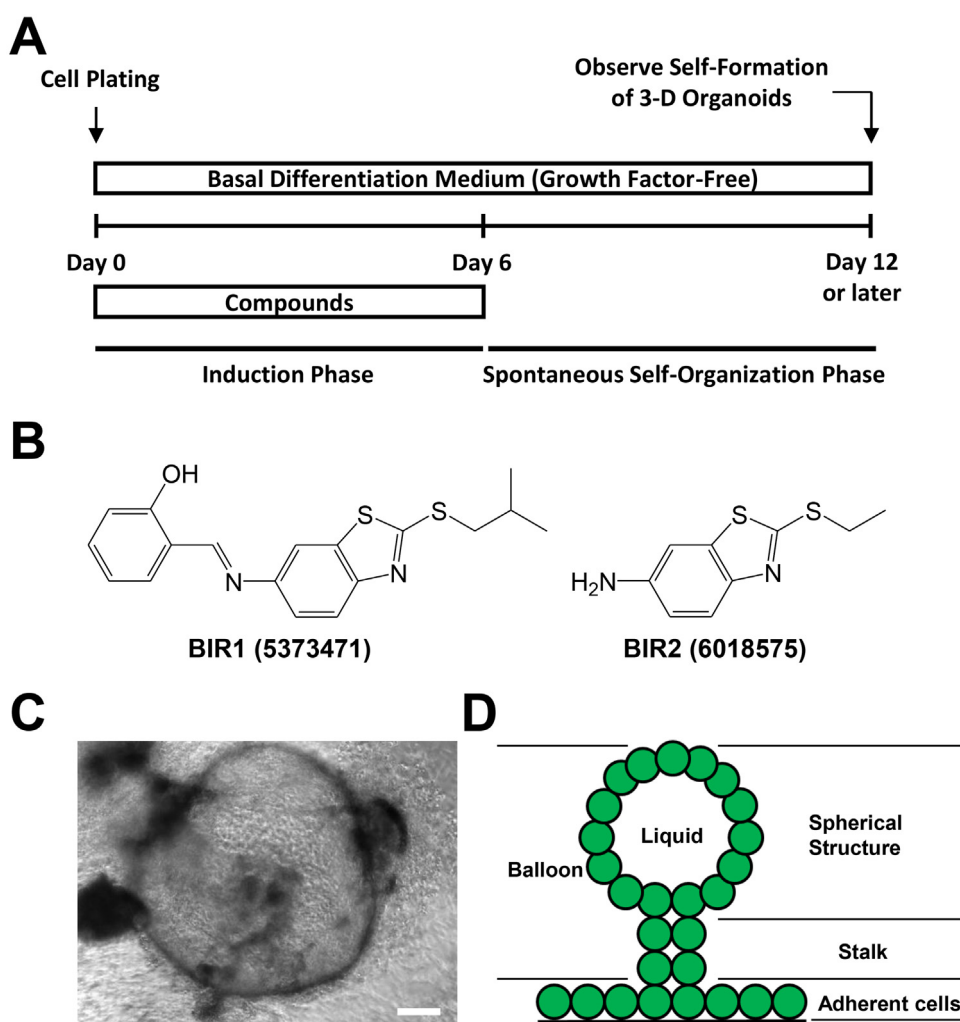 A
Cell Plating
Observe Self-Formation
of 3-D Organoids
Basal Differentiation Medium (Growth Factor-Free)
Day 0
Day 6
Day 12
or later
Compounds
Induction Phase
Spontaneous Self-Organization Phase
B
OH
S
S
N
N
BIR1 (5373471)
S
S
H2N
N
BIR2 (6018575)
C
D
Liquid
Balloon
Spherical
Structure
Stalk
Adherent cells